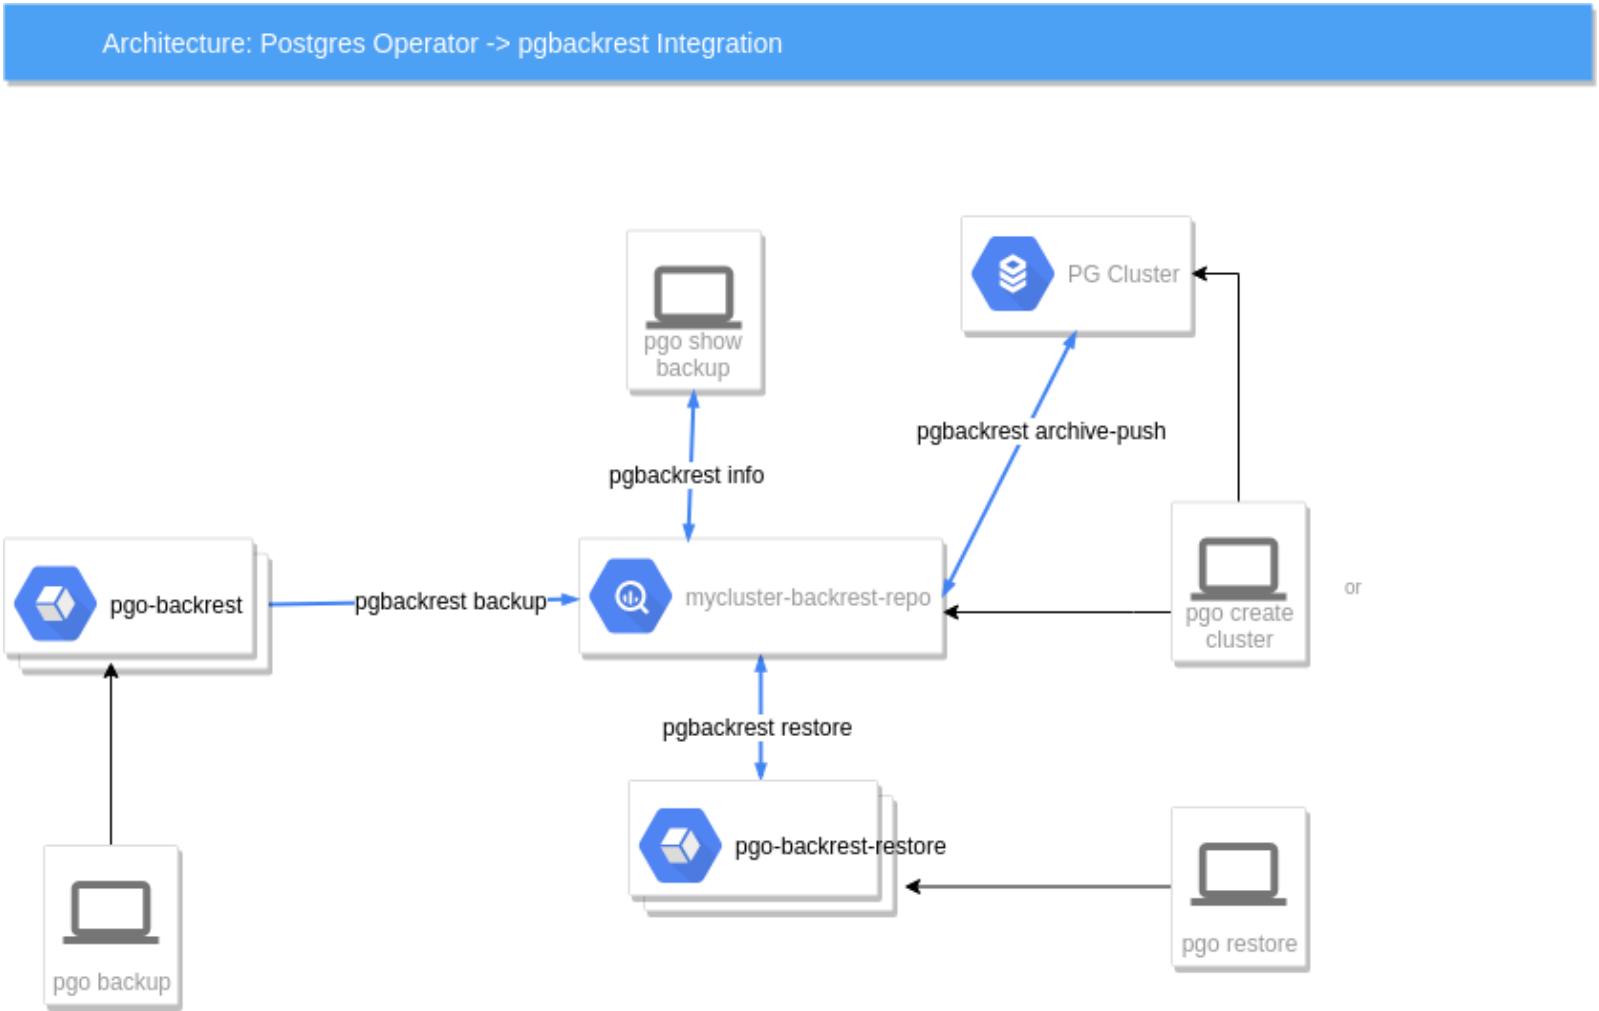 Architecture: Postgres Operator -> pgbackrest Integration
pgo show
backup
PG Cluster
pgbackrest archive-push
pgbackrest info
pgo-backrest
pgbackrest backup
mycluster-backrest-repo
pgo create
cluster
or
pgbackrest restore
pgo-backrest-restore
pgo restore
pgo backup